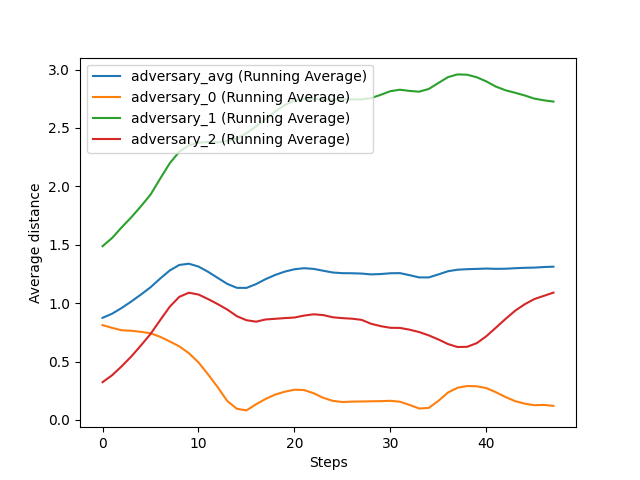 3.0
2.5
2.0
1.5
1.0
0.5
0.0
Average distance
adversary_avg (Running Average)
adversary_0 (Running Average)
adversary_1 (Running Average)
adversary_2 (Running Average)
0 10 20 30 40
Steps